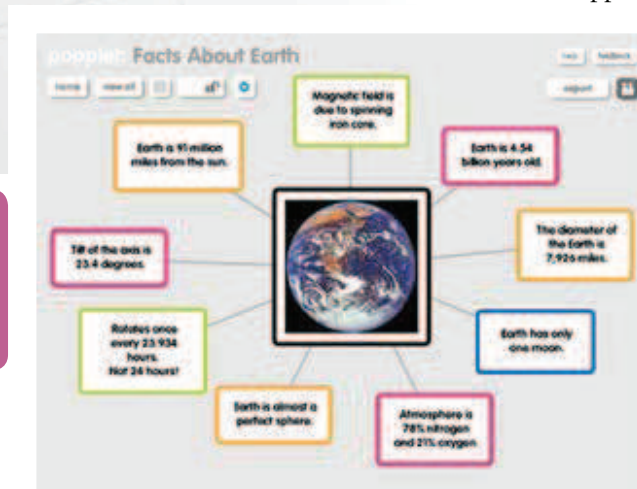 popplet Facts About Earth
feedback
home
view all
export
Magnetic field is
due to spinning
iron core.
Earth is 91 million
miles from the sun.
Earth is 4.54
billion years old.
The diameter of
the Earth is
7,926 miles.
Tilt of the axis is
23.4 degrees.
Rotates once
every 23.934
hours.
Not 24 hours!
Earth has only
one moon.
Earth is almost a
perfect sphere.
Atmosphere is
78% nitrogen
and 21% oxygen